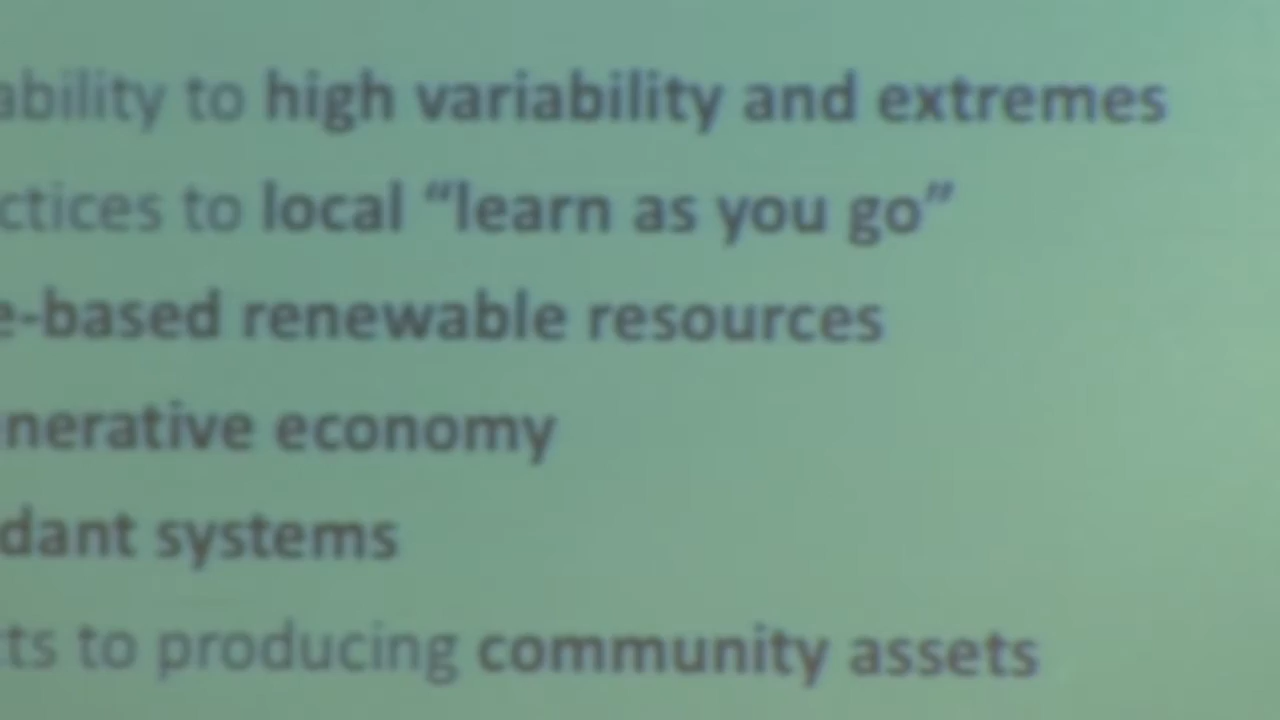 ability to high variability and extremes
ctices to local “learn as you go”
e-based renewable resources
nerative economy
dant systems
cts to producing community assets